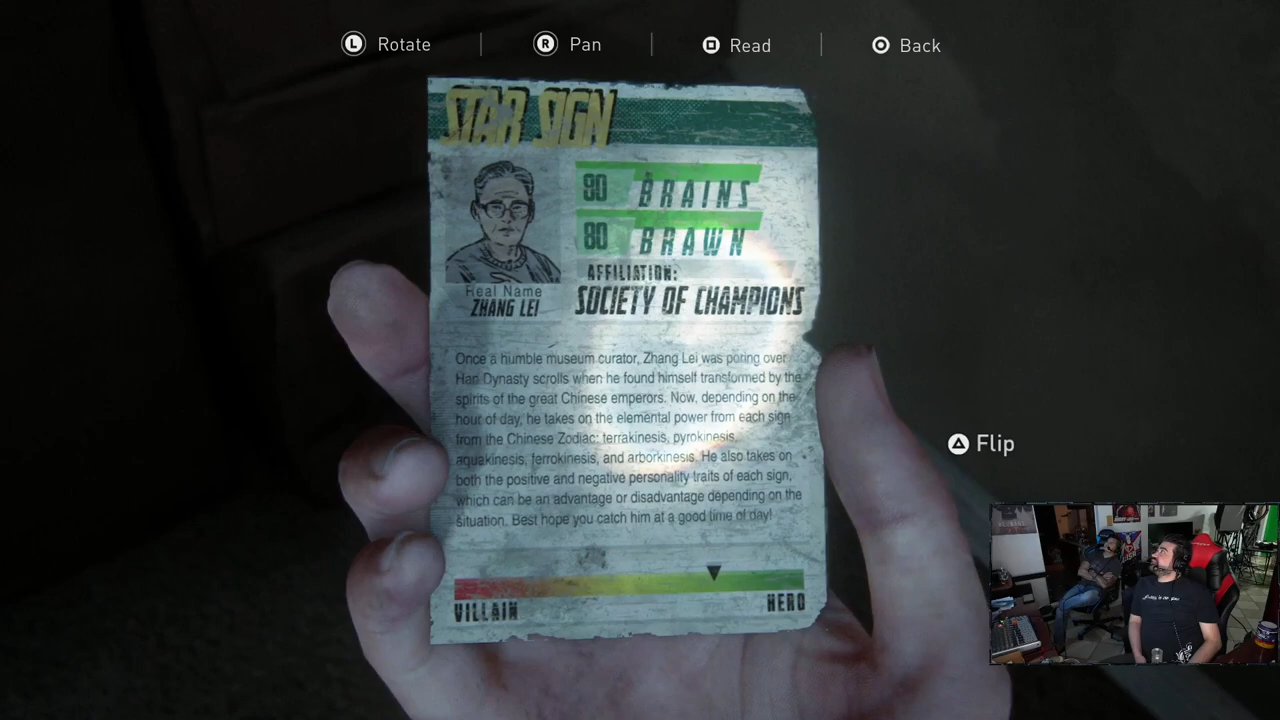 L Rotate
R Pan
Read
Back
STAR SIGN
90 BRAINS
80 BRAWN
AFFILIATION:
SOCIETY OF CHAMPIONS
Real Name
ZHANG LEI
Once a humble museum curator, Zhang Lei was poring over
Han Dynasty scrolls when he found himself transformed by the
spirits of the great Chinese emperors. Now, depending on the
hour of day, he takes on the elemental power from each sign
from the Chinese Zodiac: terrakinesis, pyrokinesis,
aquakinesis, ferrokinesis, and arborkinesis. He also takes on
both the positive and negative personality traits of each sign,
which can be an advantage or disadvantage depending on the
situation. Best hope you catch him at a good time of day!
VILLAIN
HERO
Flip